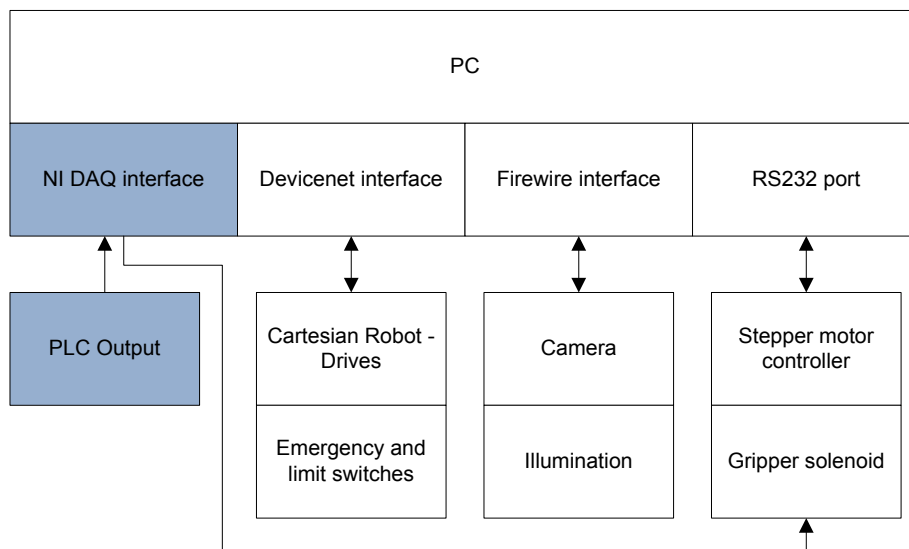 PC
NI DAQ interface
Devicenet interface
Firewire interface
RS232 port
PLC Output
Cartesian Robot -
Drives
Camera
Stepper motor
controller
Emergency and
limit switches
Illumination
Gripper solenoid